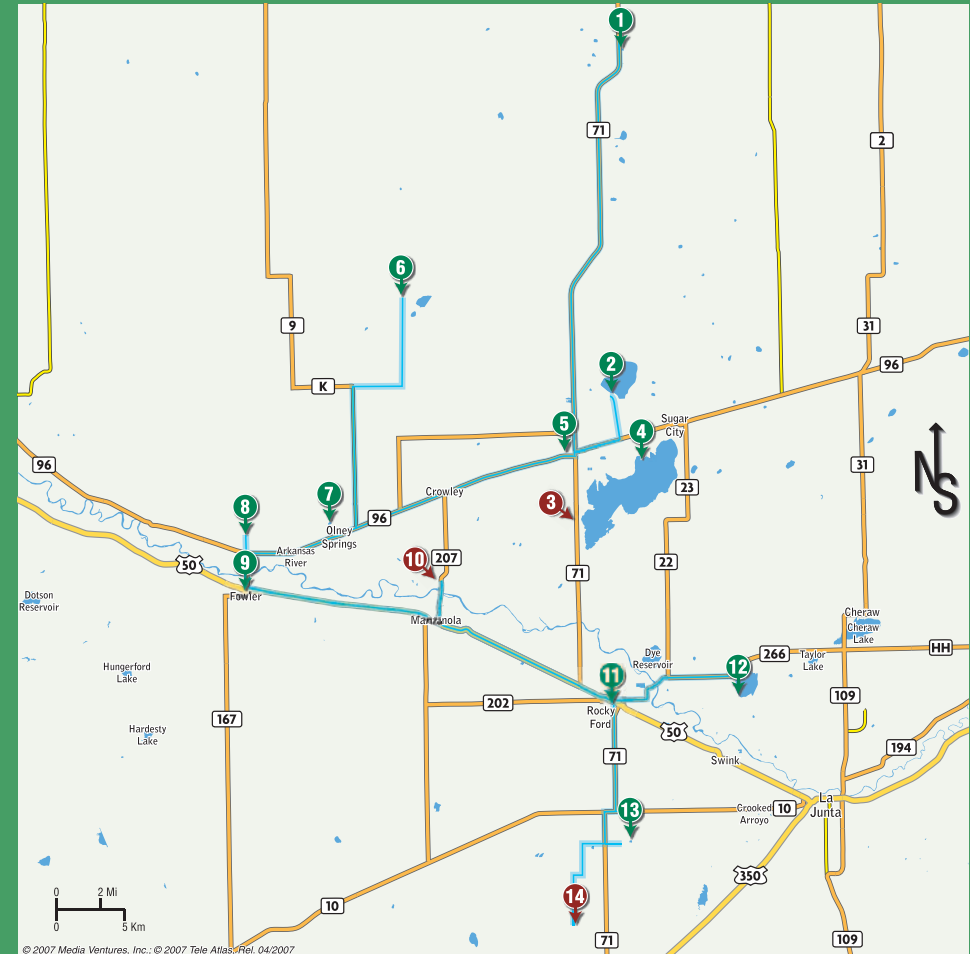 1
71
2
6
9
31
2
96
K
5
Sugar
City
4
96
Crowley
23
31
8
7
96
3
Olney
Springs
N
S
Arkansas
River
207
10
50
9
71
22
Fowler
Dotson
Reservoir
Manzanola
Cheraw
Cheraw
Lake
Hungerford
Lake
Dye
Reservoir
12
266
Taylor
Lake
HH
11
109
202
Rocky
Ford
167
Hardesty
Lake
50
194
71
Swink
La
Junta
10
Crooked
Arroyo
13
350
0
2 Mi
0
5 Km
14
10
71
109
© 2007 Media Ventures, Inc.; © 2007 Tele Atlas, Rel. 04/2007